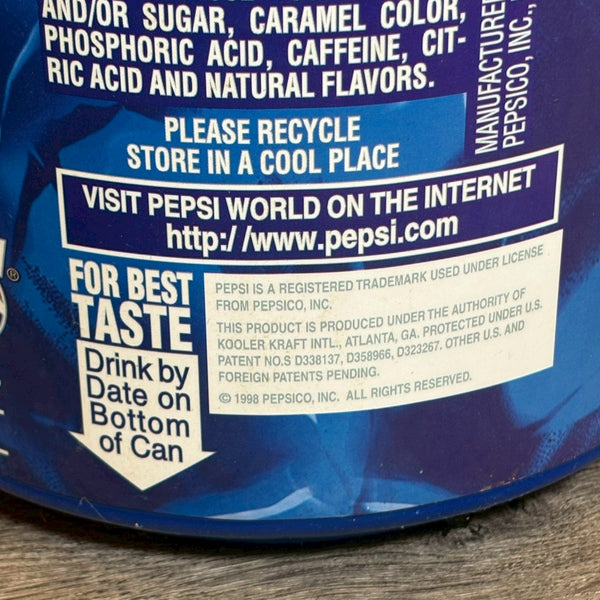 AND/OR SUGAR, CARAMEL COLOR,
PHOSPHORIC ACID, CAFFEINE, CIT-
RIC ACID AND NATURAL FLAVORS.
MANUFACTURE
PEPSICO, INC.,
PLEASE RECYCLE
STORE IN A COOL PLACE
VISIT PEPSI WORLD ON THE INTERNET
http://www.pepsi.com
®
FOR BEST
TASTE
Drink by
Date on
Bottom
of Can
PEPSI IS A REGISTERED TRADEMARK USED UNDER LICENSE
FROM PEPSICO, INC.
THIS PRODUCT IS PRODUCED UNDER THE AUTHORITY OF
KOOLER KRAFT INTL., ATLANTA, GA. PROTECTED UNDER U.S.
PATENT NO.S D338137, D358966, D323267. OTHER U.S. AND
FOREIGN PATENTS PENDING.
© 1998 PEPSICO, INC. ALL RIGHTS RESERVED.